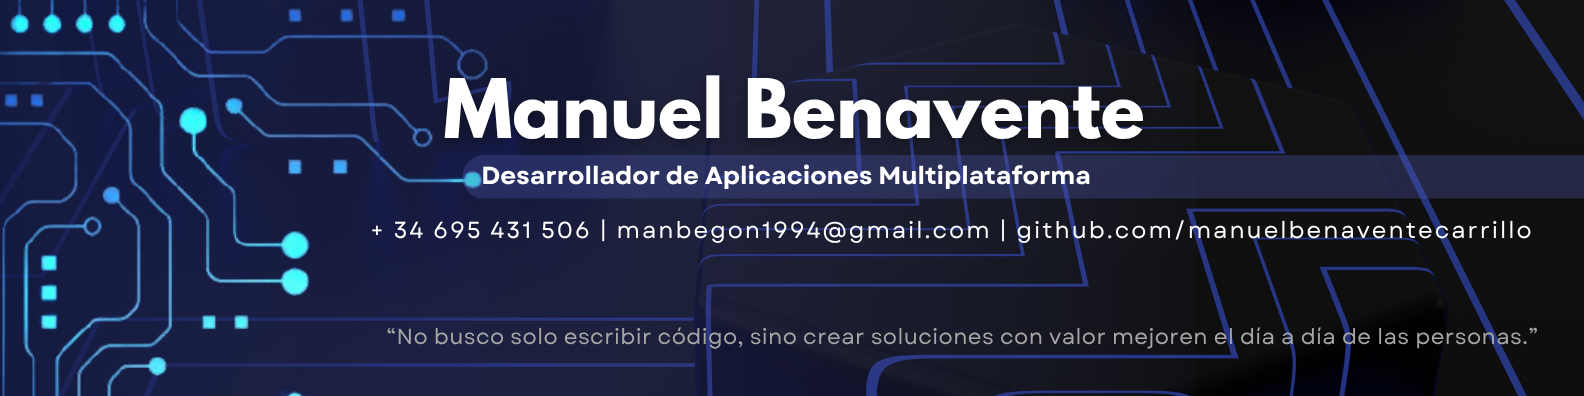 Manuel Benavente
Desarrollador de Aplicaciones Multiplataforma
+ 34 695 431 506 | manbegon1994@gmail.com | github.com/manuelbenaventecarrillo
“No busco solo escribir código, sino crear soluciones con valor mejoren el día a día de las personas.”